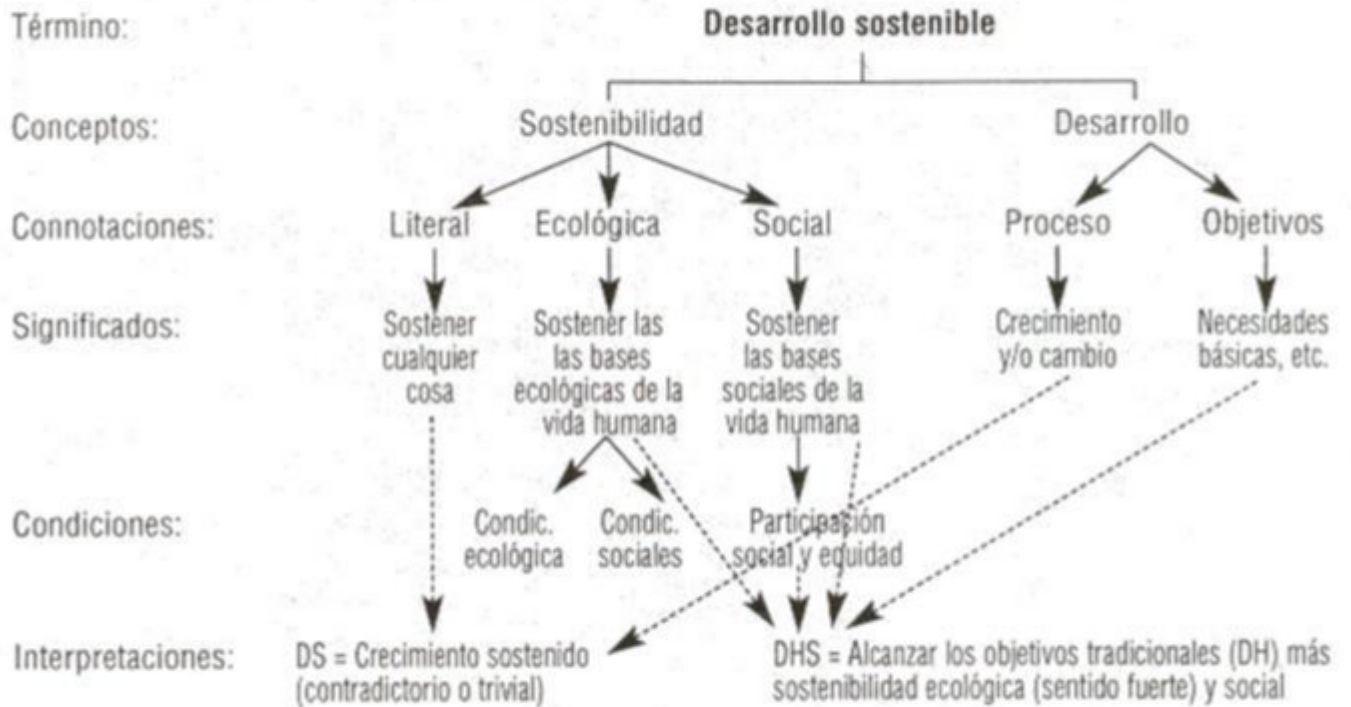 Término: Desarrollo sostenible
Conceptos: Sostenibilidad Desarrollo
Connotaciones: Literal Ecológica Social Proceso Objetivos
Significados: Sostener Sostener las Sostener Crecimiento Necesidades
cualquier las bases las bases y/o cambio básicas, etc.
cosa ecológicas de la sociales de la
vida humana vida humana
Condiciones: Condic. Condic. Participación
ecológica sociales social y equidad
Interpretaciones: DS = Crecimiento sostenido DHS = Alcanzar los objetivos tradicionales (DH) más
(contradictorio o trivial) sostenibilidad ecológica (sentido fuerte) y social